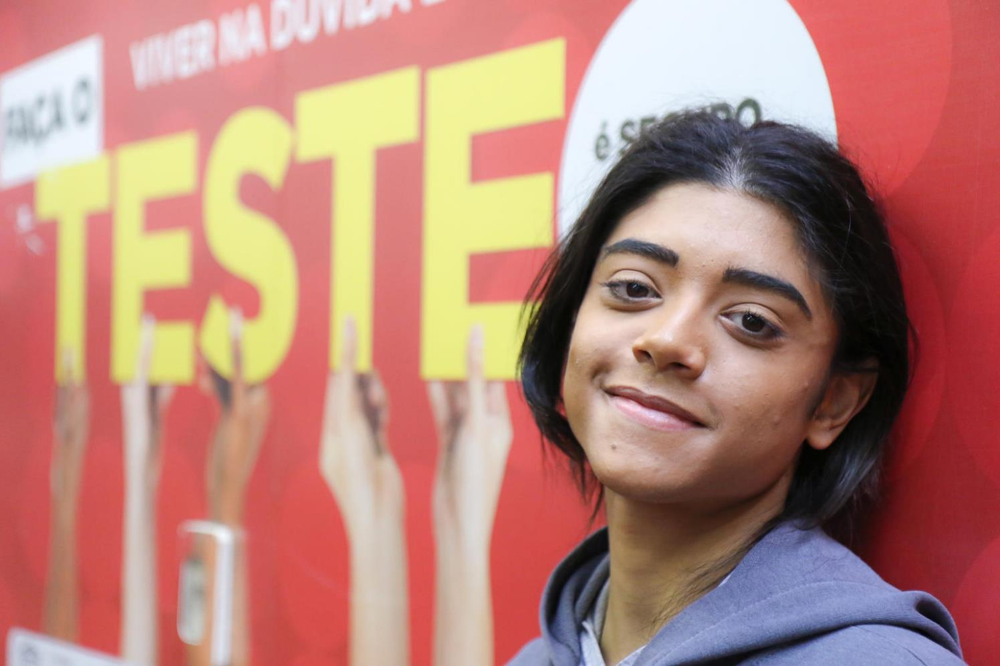 VIVER NA DÚVIDA
FAÇA O
TESTE
é SEGURO